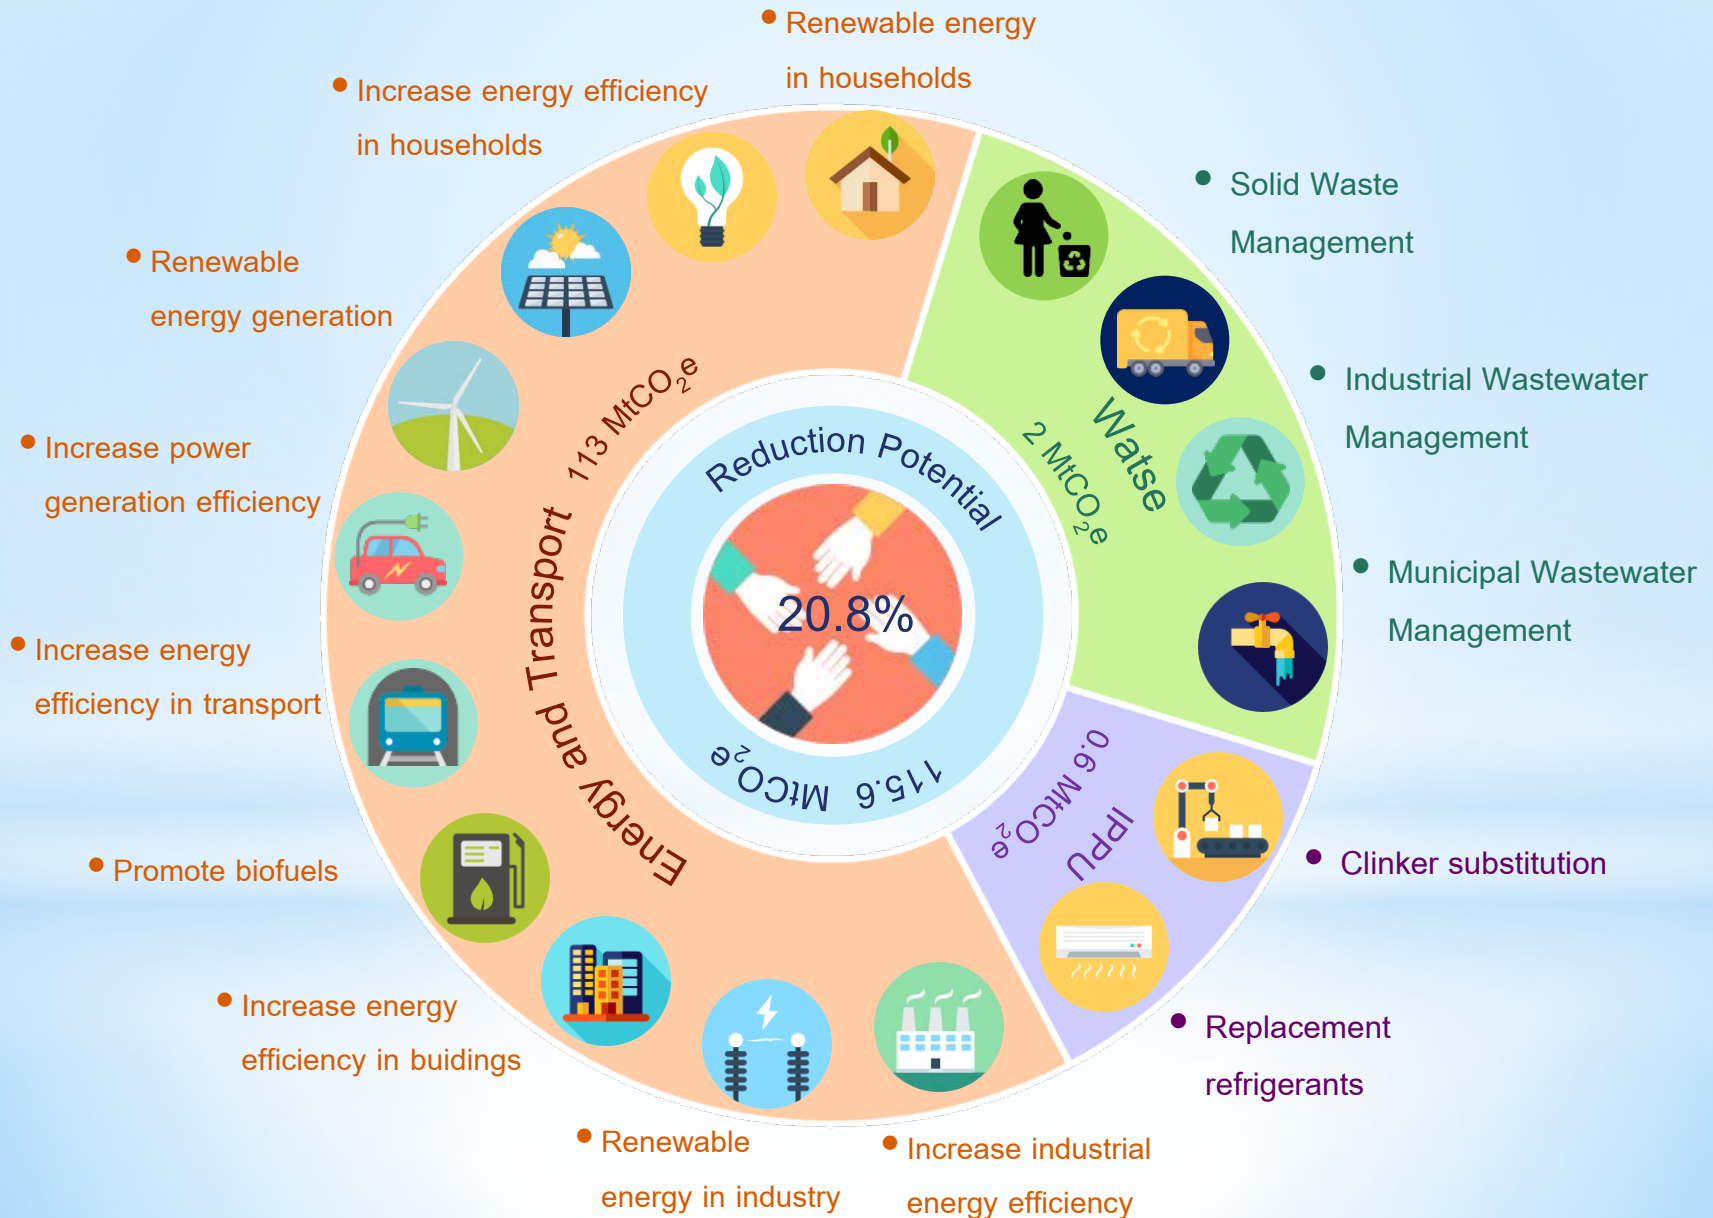 Renewable energy
in households
Increase energy efficiency
in households
Renewable
energy generation
Increase power
generation efficiency
Increase energy
efficiency in transport
Promote biofuels
Increase energy
efficiency in buidings
Renewable
energy in industry
Increase industrial
energy efficiency
Energy and Transport 113 MtCO₂e
Reduction Potential
20.8%
115.6 MtCO₂e
Watse
2 MtCO₂e
Solid Waste
Management
Industrial Wastewater
Management
Municipal Wastewater
Management
0.6 MtCO₂e
IPPU
Clinker substitution
Replacement
refrigerants